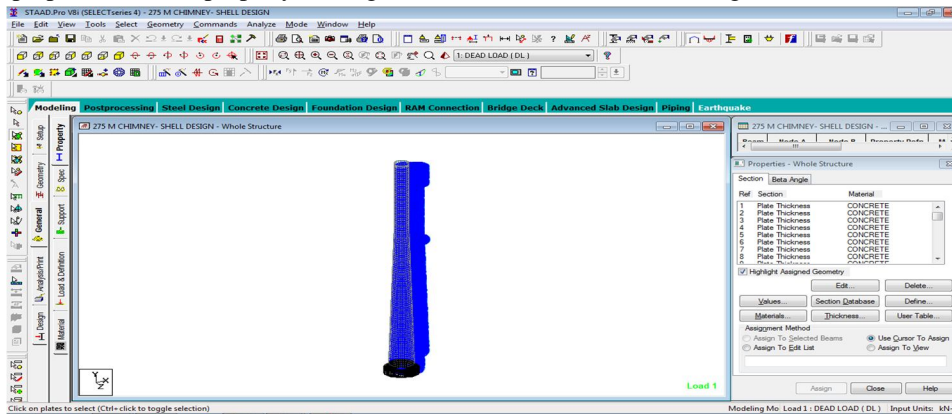 STAAD.Pro V8i (SELECTseries 4) - 275 M CHIMNEY- SHELL DESIGN
File Edit View Tools Select Geometry Commands Analyze Mode Window Help
1: DEAD LOAD ( DL )
Modeling Postprocessing Steel Design Concrete Design Foundation Design RAM Connection Bridge Deck Advanced Slab Design Piping Earthquake
275 M CHIMNEY- SHELL DESIGN - Whole Structure
275 M CHIMNEY- SHELL DESIGN - ...
Setup
Geometry
General
Analysis/Print
Design
Property
Spec
Support
Load & Definition
Material
Load 1
Properties - Whole Structure
Section Beta Angle
Ref Section Material
1 Plate Thickness CONCRETE
2 Plate Thickness CONCRETE
3 Plate Thickness CONCRETE
4 Plate Thickness CONCRETE
5 Plate Thickness CONCRETE
6 Plate Thickness CONCRETE
7 Plate Thickness CONCRETE
8 Plate Thickness CONCRETE
Highlight Assigned Geometry
Edit... Delete...
Values... Section Database Define...
Materials... Thickness... User Table...
Assignment Method
Assign To Selected Beams Use Cursor To Assign
Assign To Edit List Assign To View
Assign Close Help
Y
X
Z
Click on plates to select (Ctrl+click to toggle selection) Modeling Mo Load 1 : DEAD LOAD ( DL ) Input Units: kN-